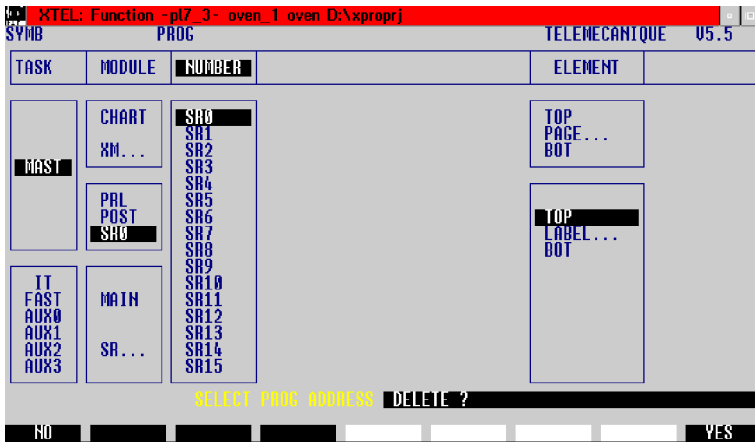 XTEL: Function -pl7_3- oven_1 oven D:\xproprj
SYMB PROG TELEMECANIQUE V5.5
TASK MODULE NUMBER ELEMENT
MAST
IT
FAST
AUX0
AUX1
AUX2
AUX3
CHART
XM...
PRL
POST
SR0
MAIN
SR...
SR0
SR1
SR2
SR3
SR4
SR5
SR6
SR7
SR8
SR9
SR10
SR11
SR12
SR13
SR14
SR15
TOP
PAGE...
BOT
TOP
LABEL...
BOT
SELECT PROG ADDRESS DELETE ?
NO YES